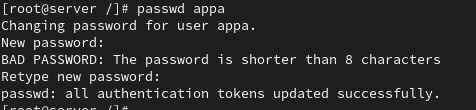 [root@server /]# passwd appa
Changing password for user appa.
New password:
BAD PASSWORD: The password is shorter than 8 characters
Retype new password:
passwd: all authentication tokens updated successfully.
[root@server /]#